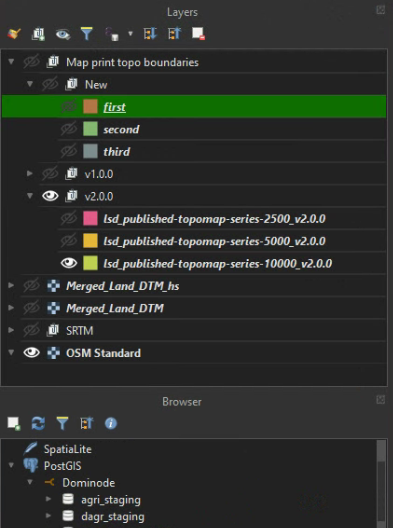 Layers
Map print topo boundaries
New
first
second
third
v1.0.0
v2.0.0
lsd_published-topomap-series-2500_v2.0.0
lsd_published-topomap-series-5000_v2.0.0
lsd_published-topomap-series-10000_v2.0.0
Merged_Land_DTM_hs
Merged_Land_DTM
SRTM
OSM Standard
Browser
SpatiaLite
PostGIS
Dominode
agri_staging
dagr_staging